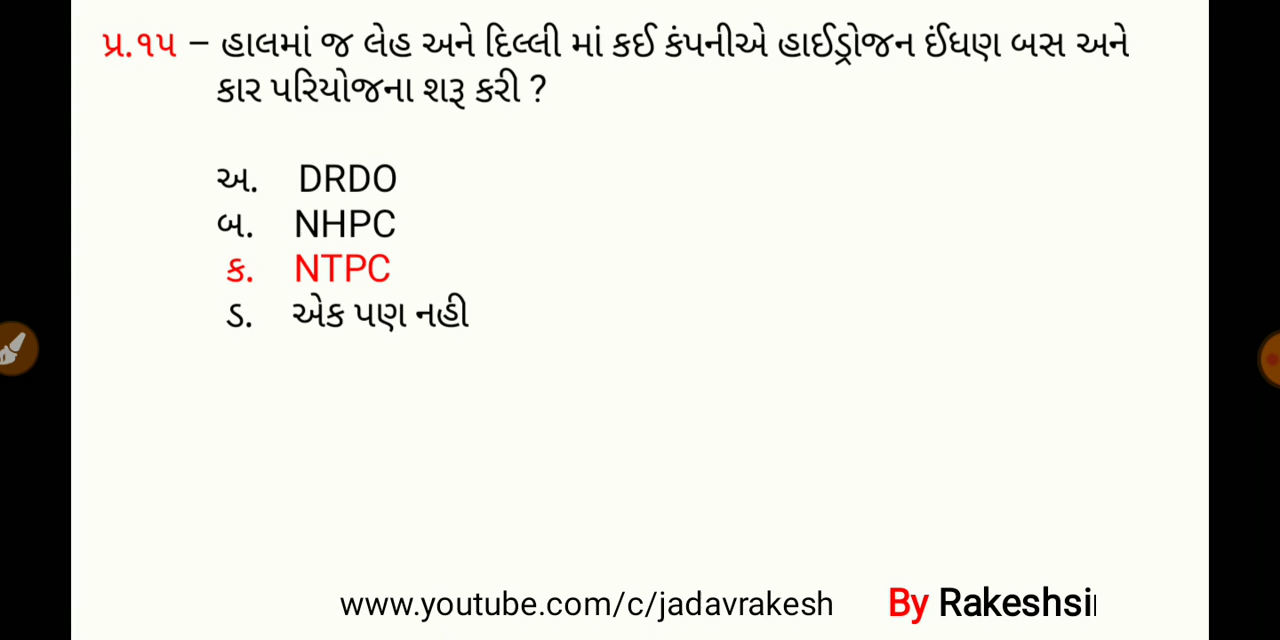 પ્ર.૧૫ – હાલમાં જ લેહ અને દિલ્લી માં કઈ કંપનીએ હાઈડ્રોજન ઈંધણ બસ અને
કાર પરિયોજના શરૂ કરી ?
અ. DRDO
બ. NHPC
ક. NTPC
ડ. એક પણ નહી
www.youtube.com/c/jadavrakesh By Rakeshsi